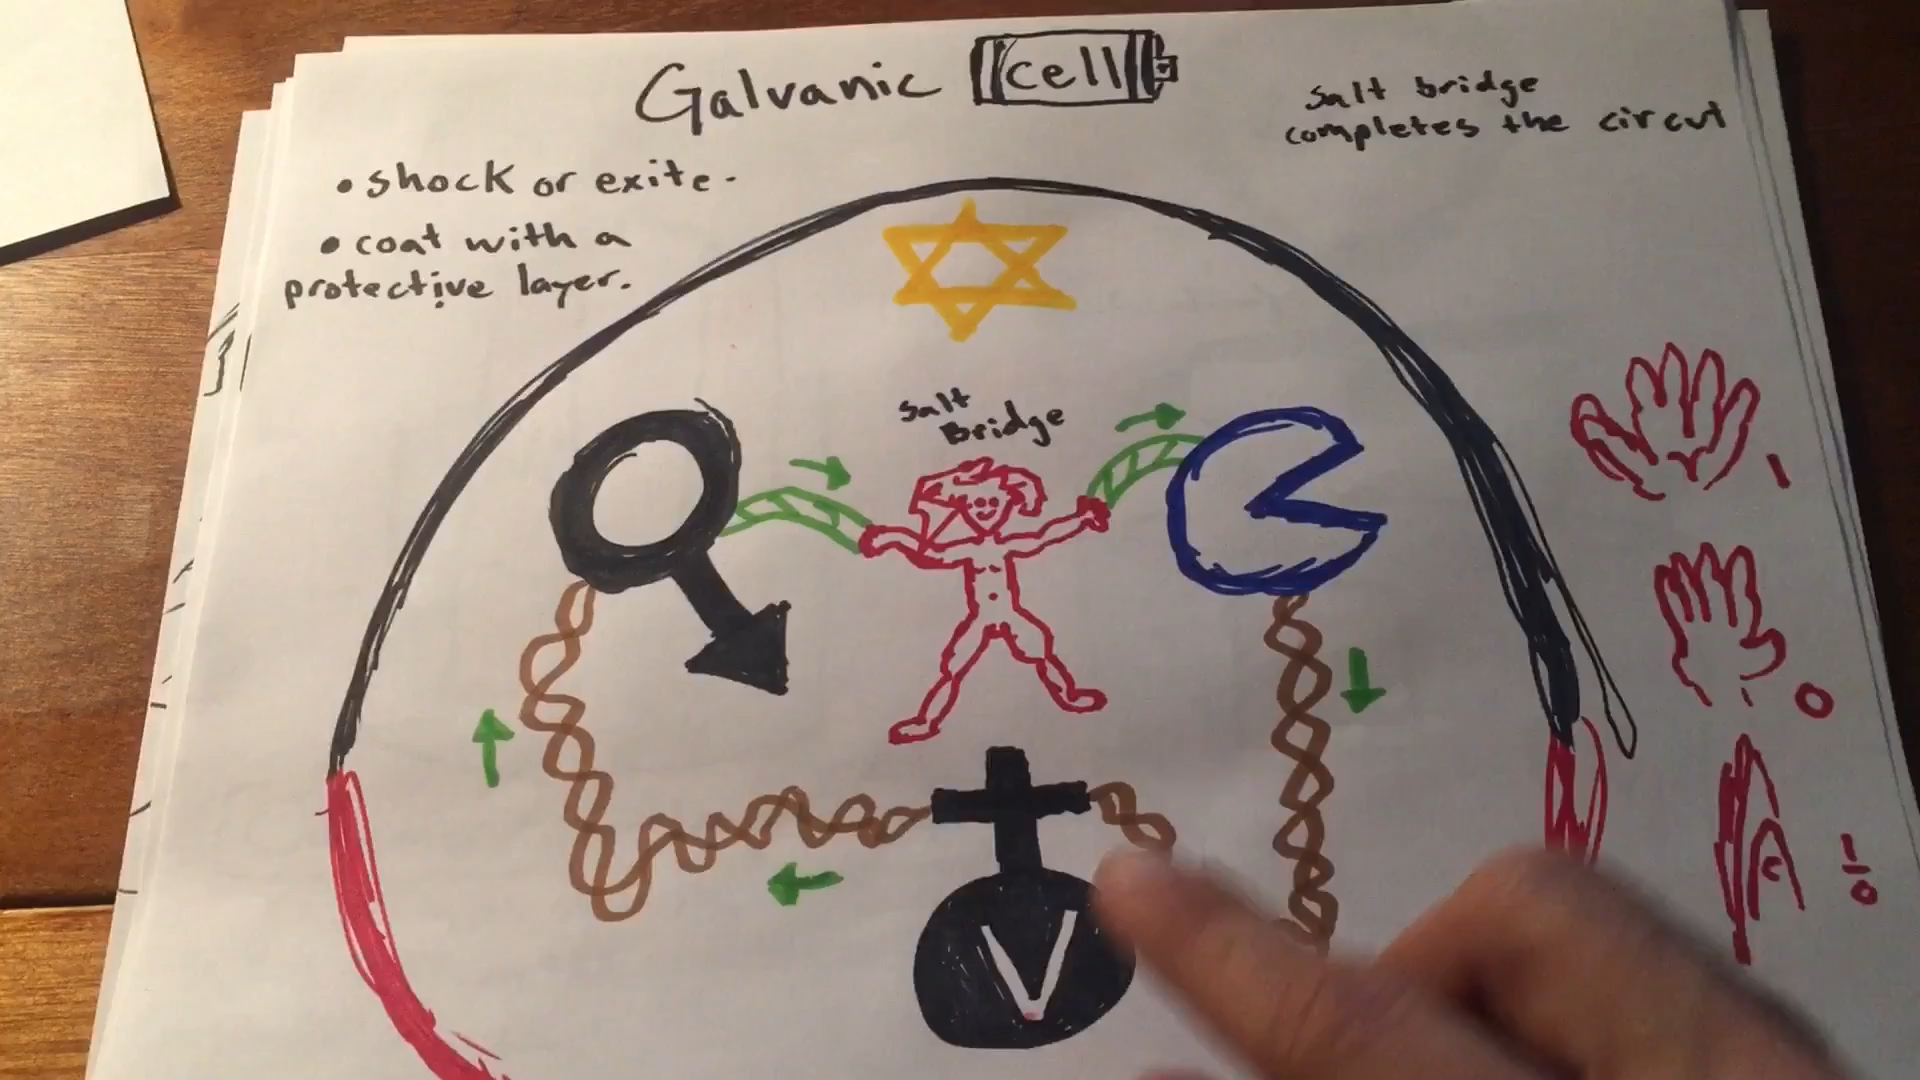 Galvanic cell
salt bridge
completes the circut
• shock or exite.
• coat with a
protective layer.
Salt
Bridge
1
0
1
0
V